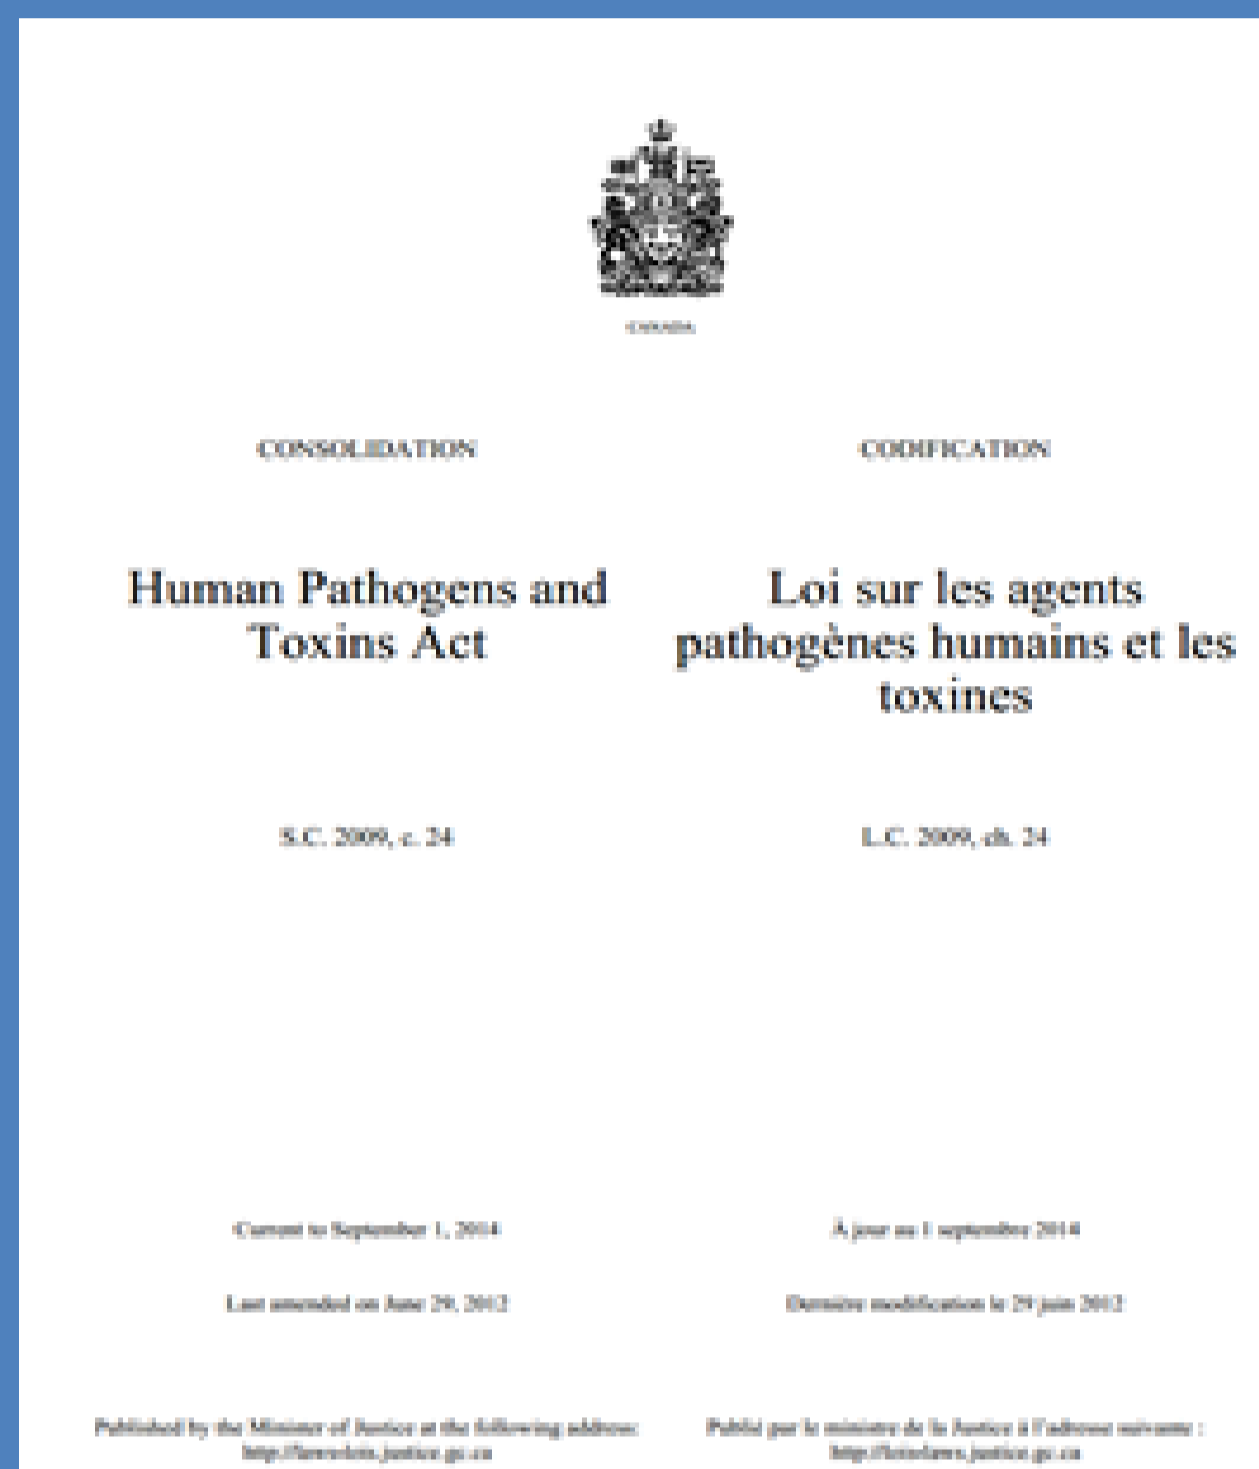 CANADA
CONSOLIDATION
Human Pathogens and
Toxins Act
S.C. 2009, c. 24
Current to September 1, 2014
Last amended on June 29, 2012
Published by the Minister of Justice at the following address:
http://laws-lois.justice.gc.ca
CODIFICATION
Loi sur les agents
pathogènes humains et les
toxines
L.C. 2009, ch. 24
À jour au 1 septembre 2014
Dernière modification le 29 juin 2012
Publié par le ministre de la Justice à l'adresse suivante :
http://lois-laws.justice.gc.ca